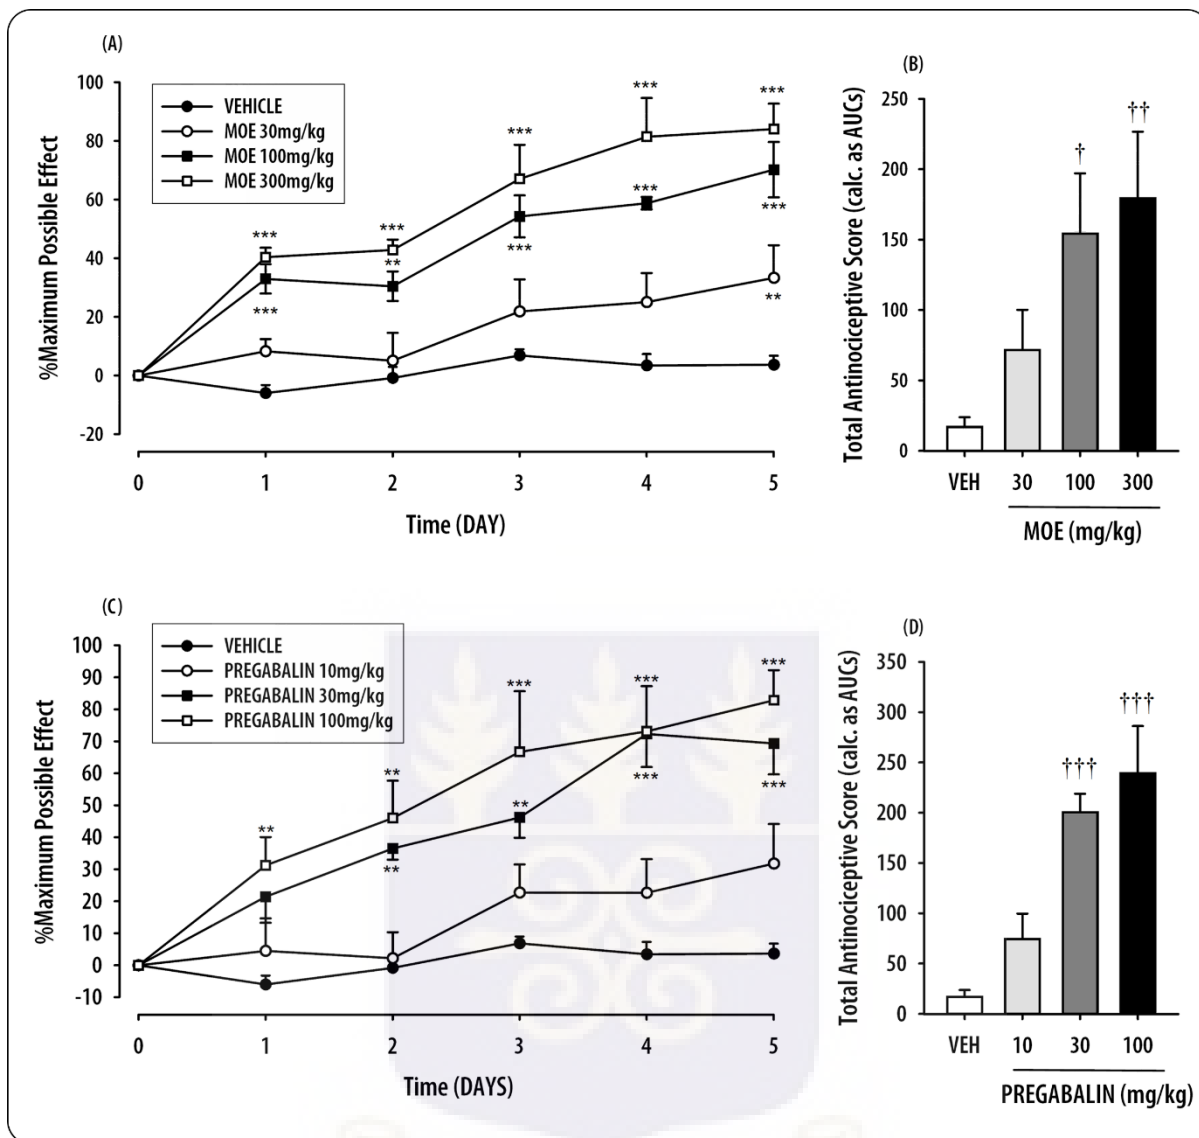 (A)
%Maximum Possible Effect
100
80
60
40
20
0
-20
VEHICLE
MOE 30mg/kg
MOE 100mg/kg
MOE 300mg/kg
***
***
***
**
***
***
***
***
***
**
***
0 1 2 3 4 5
Time (DAY)
(B)
Total Antinociceptive Score (calc. as AUCs)
250
200
150
100
50
0
†
††
VEH 30 100 300
MOE (mg/kg)
(C)
%Maximum Possible Effect
100
90
80
70
60
50
40
30
20
10
0
-10
VEHICLE
PREGABALIN 10mg/kg
PREGABALIN 30mg/kg
PREGABALIN 100mg/kg
**
**
**
***
**
***
***
***
***
0 1 2 3 4 5
Time (DAYS)
(D)
Total Antinociceptive Score (calc. as AUCs)
350
300
250
200
150
100
50
0
†††
†††
VEH 10 30 100
PREGABALIN (mg/kg)